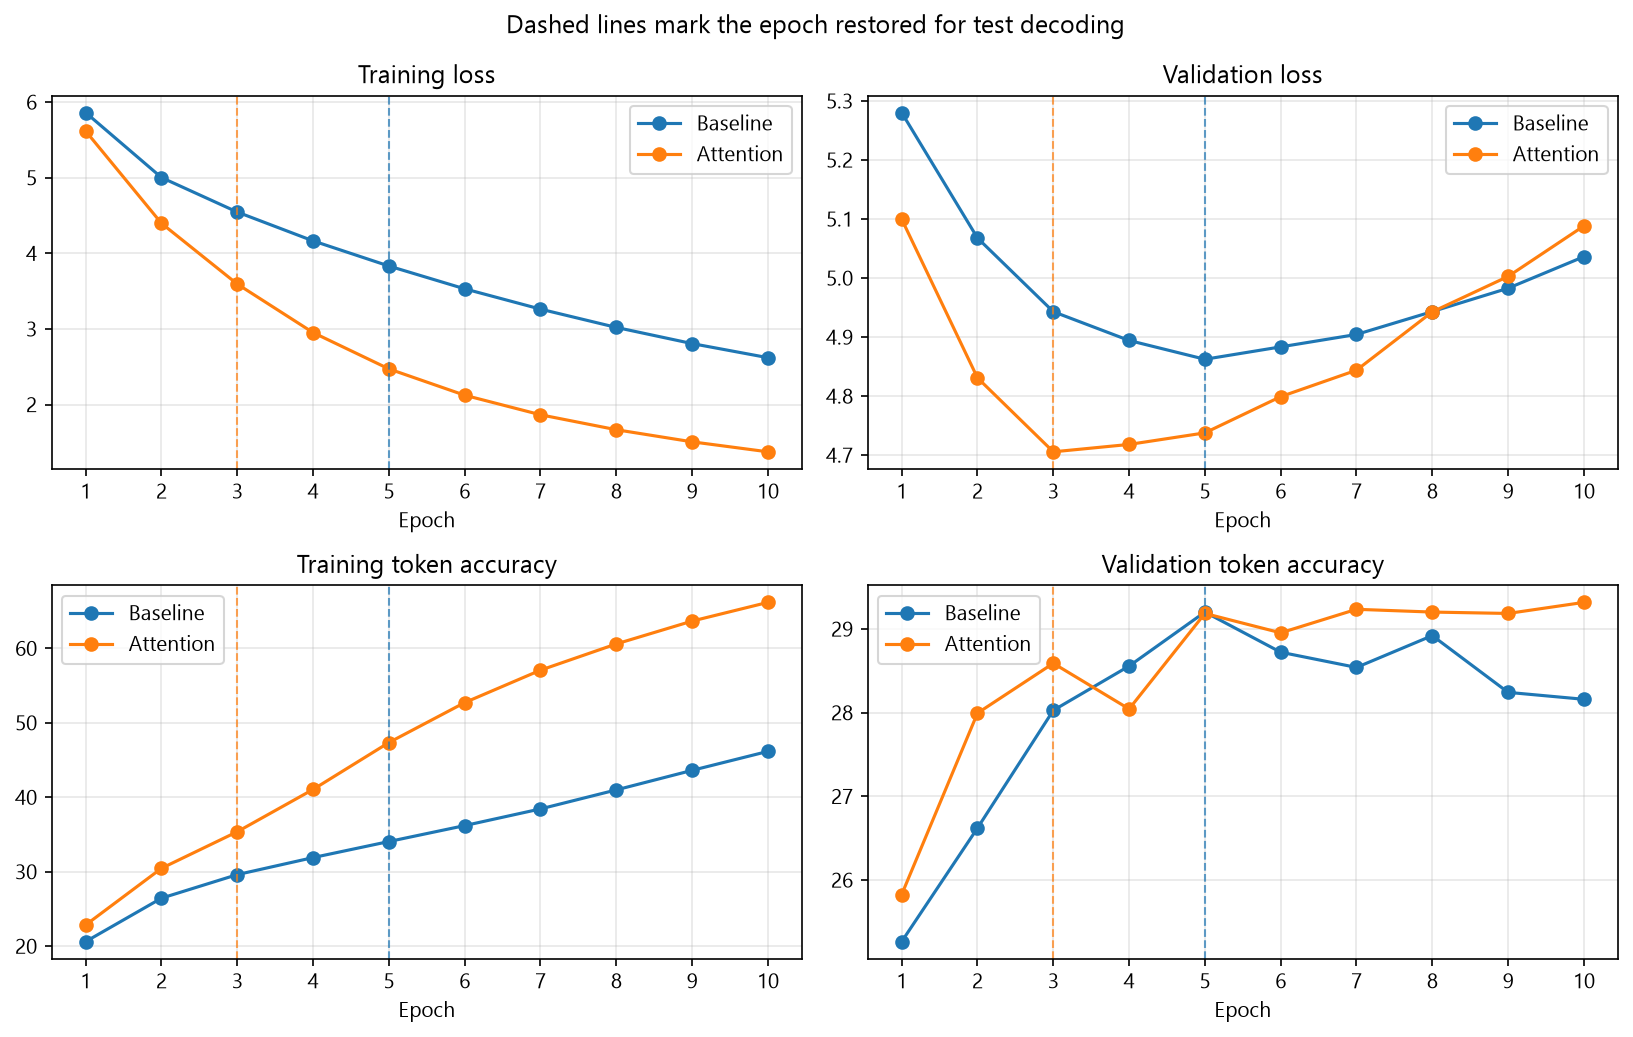 Dashed lines mark the epoch restored for test decoding
Training loss
6
5
4
3
2
Baseline
Attention
1 2 3 4 5 6 7 8 9 10
Epoch
Validation loss
5.3
5.2
5.1
5.0
4.9
4.8
4.7
Baseline
Attention
1 2 3 4 5 6 7 8 9 10
Epoch
Training token accuracy
60
50
40
30
20
Baseline
Attention
1 2 3 4 5 6 7 8 9 10
Epoch
Validation token accuracy
29
28
27
26
Baseline
Attention
1 2 3 4 5 6 7 8 9 10
Epoch